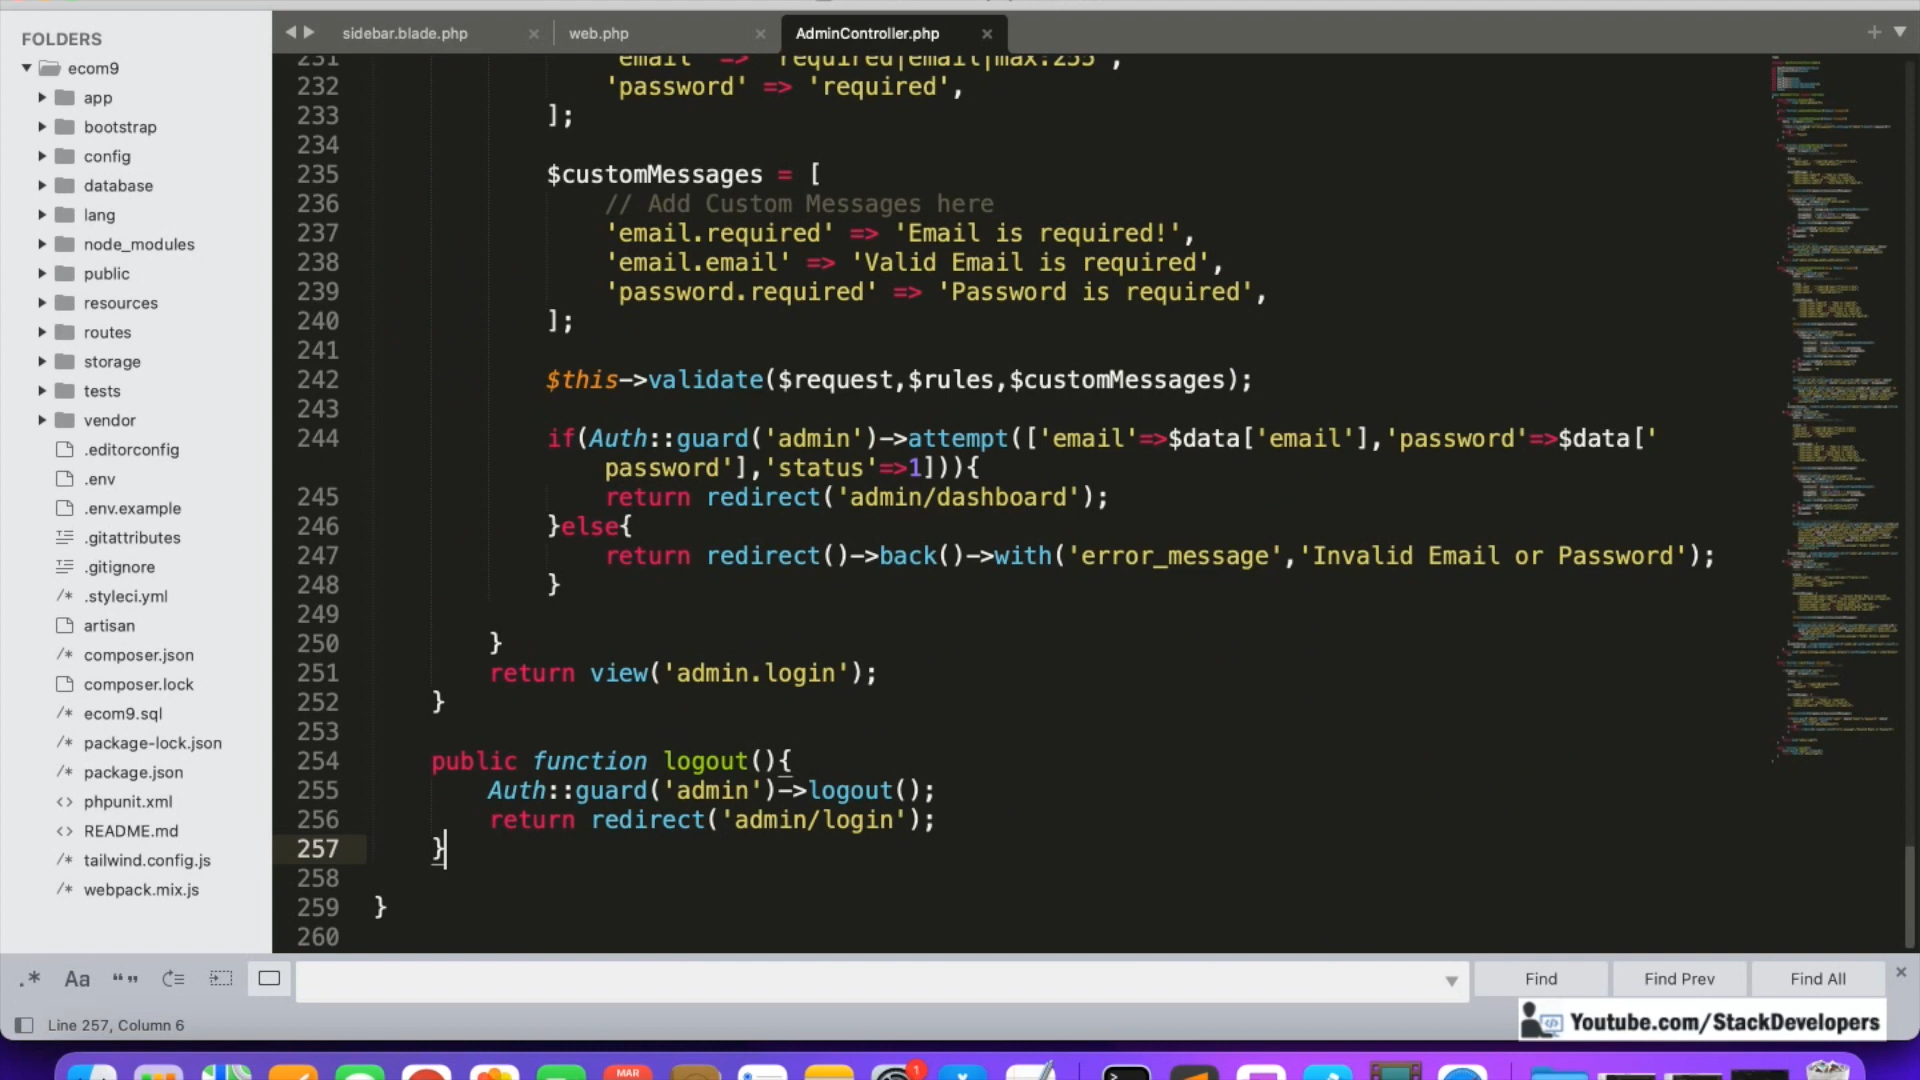 FOLDERS
ecom9
app
bootstrap
config
database
lang
node_modules
public
resources
routes
storage
tests
vendor
.editorconfig
.env
.env.example
.gitattributes
.gitignore
/* .styleci.yml
artisan
/* composer.json
composer.lock
/* ecom9.sql
/* package-lock.json
/* package.json
<> phpunit.xml
<> README.md
/* tailwind.config.js
/* webpack.mix.js
sidebar.blade.php
web.php
AdminController.php
231 'email' => 'required|email|max:255',
232 'password' => 'required',
233 ];
234
235 $customMessages = [
236 // Add Custom Messages here
237 'email.required' => 'Email is required!',
238 'email.email' => 'Valid Email is required',
239 'password.required' => 'Password is required',
240 ];
241
242 $this->validate($request,$rules,$customMessages);
243
244 if(Auth::guard('admin')->attempt(['email'=>$data['email'],'password'=>$data['
password'],'status'=>1])){
245 return redirect('admin/dashboard');
246 }else{
247 return redirect()->back()->with('error_message','Invalid Email or Password');
248 }
249
250 }
251 return view('admin.login');
252 }
253
254 public function logout(){
255 Auth::guard('admin')->logout();
256 return redirect('admin/login');
257 }
258
259 }
260
.* Aa “”
Find
Find Prev
Find All
Line 257, Column 6
Youtube.com/StackDevelopers
MAR
1